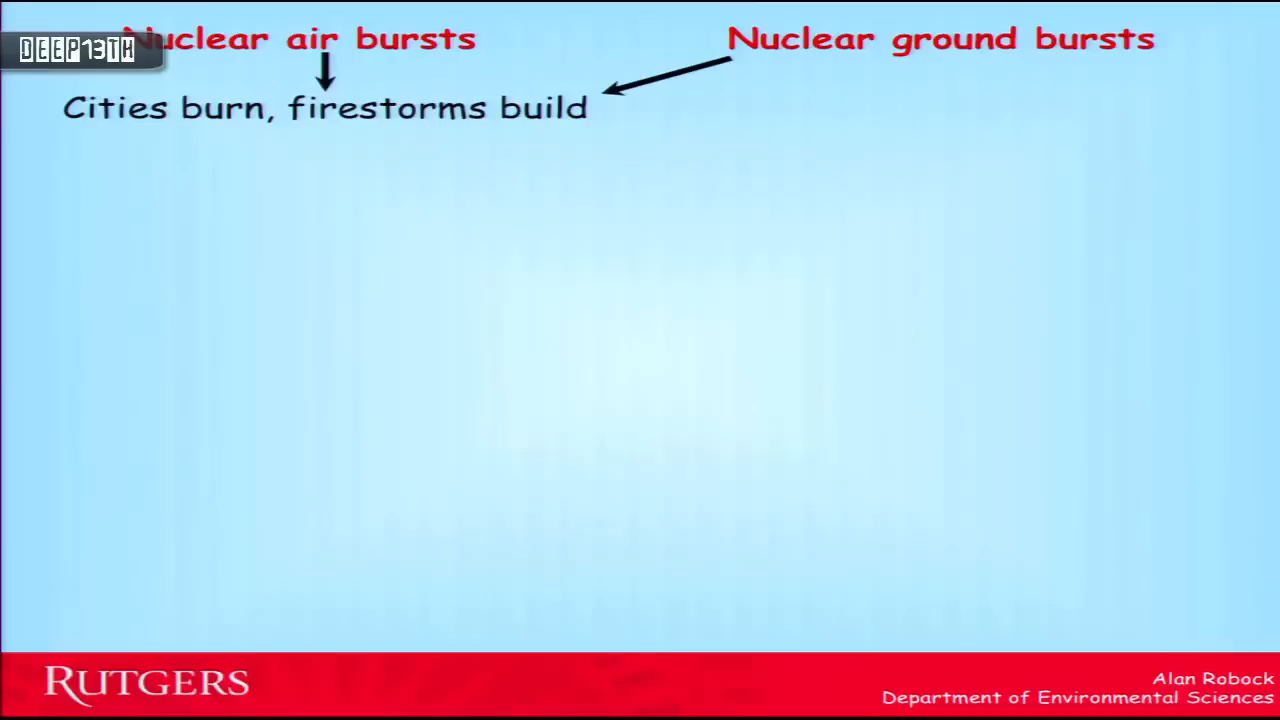 DEEP13TH
Nuclear air bursts
Nuclear ground bursts
Cities burn, firestorms build
RUTGERS
Alan Robock
Department of Environmental Sciences